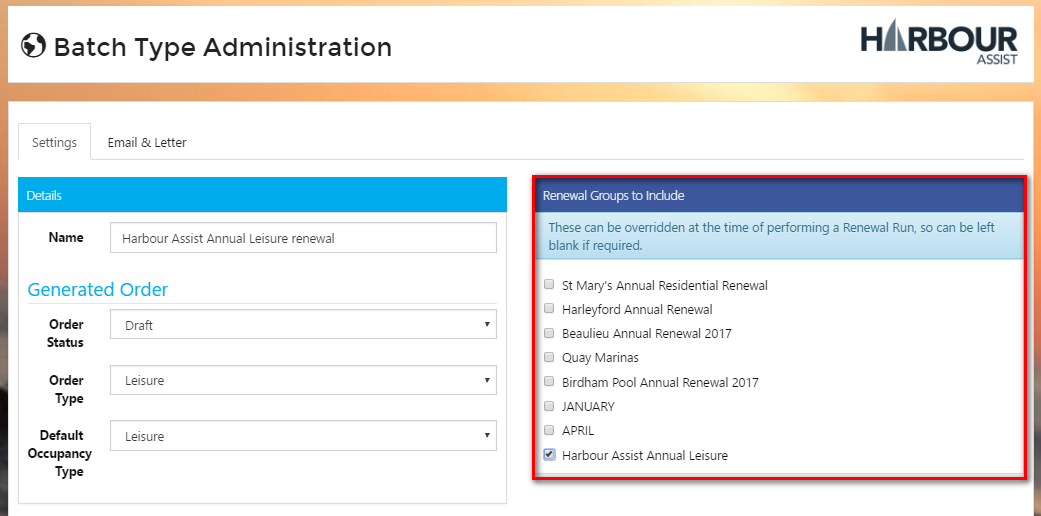 Batch Type Administration
HARBOUR
ASSIST
Settings
Email & Letter
Details
Name
Harbour Assist Annual Leisure renewal
Generated Order
Order
Status
Draft
Order
Type
Leisure
Default
Occupancy
Type
Leisure
Renewal Groups to Include
These can be overridden at the time of performing a Renewal Run, so can be left
blank if required.
St Mary's Annual Residential Renewal
Harleyford Annual Renewal
Beaulieu Annual Renewal 2017
Quay Marinas
Birdham Pool Annual Renewal 2017
JANUARY
APRIL
Harbour Assist Annual Leisure